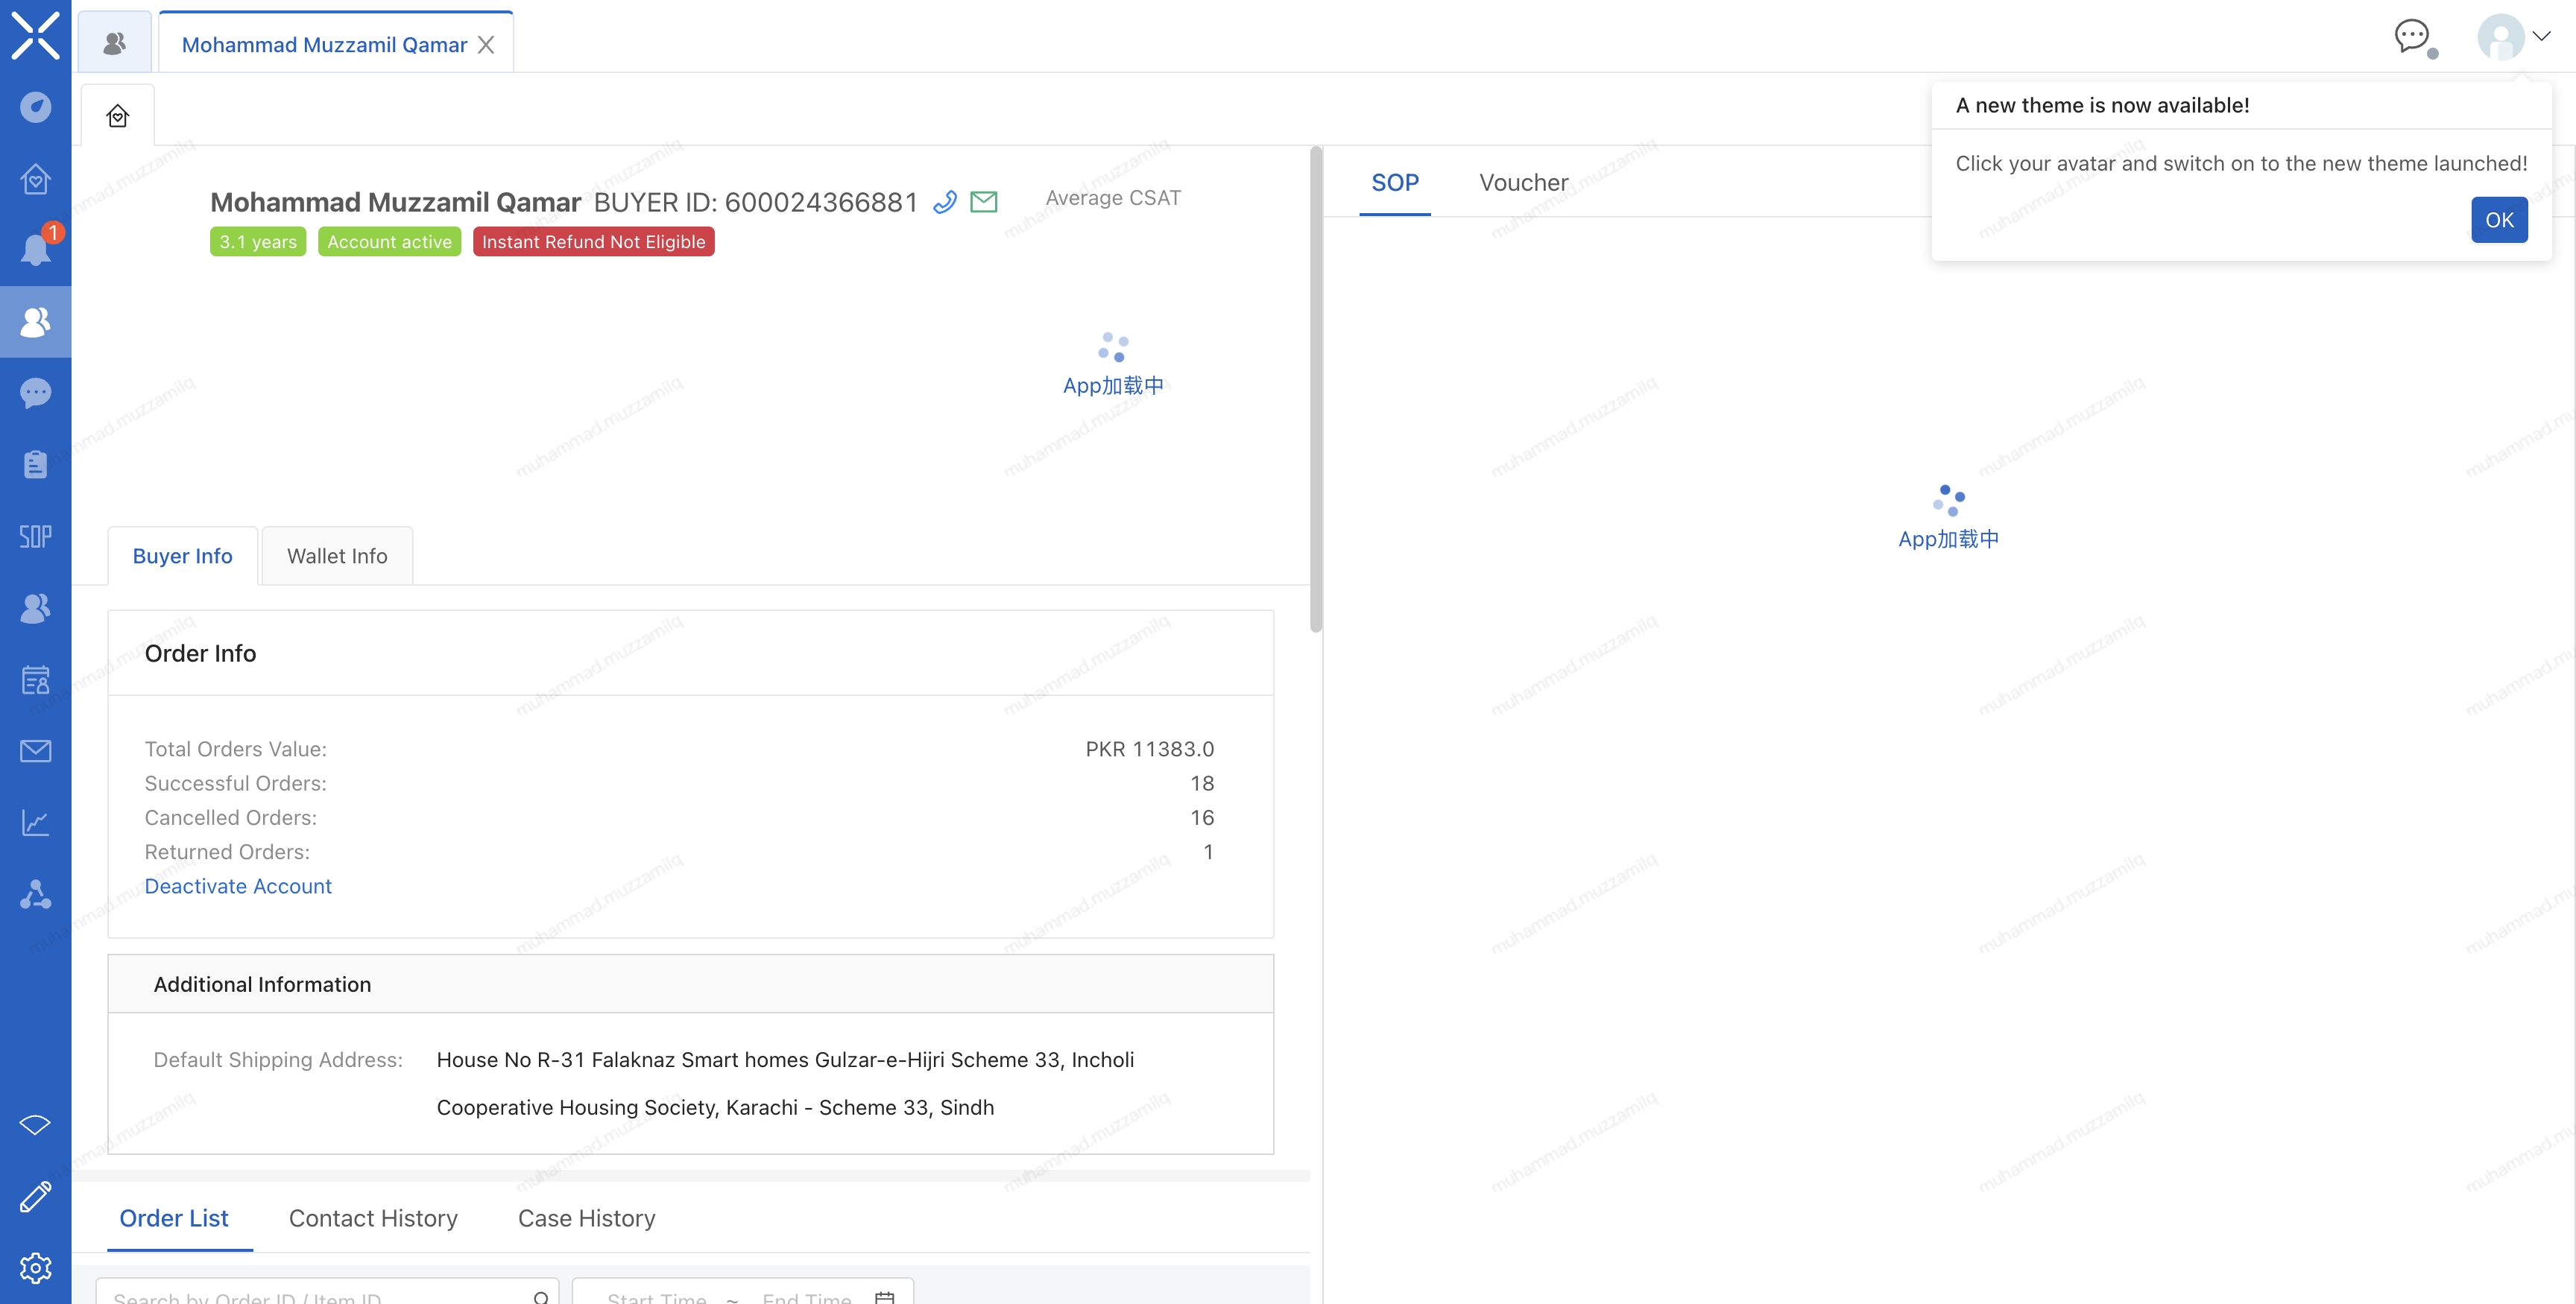 Mohammad Muzzamil Qamar
A new theme is now available!
Click your avatar and switch on to the new theme launched!
OK
Mohammad Muzzamil Qamar BUYER ID: 600024366881
Average CSAT
3.1 years Account active Instant Refund Not Eligible
SOP Voucher
1
SOP
App加载中
App加载中
Buyer Info Wallet Info
Order Info
Total Orders Value: PKR 11383.0
Successful Orders: 18
Cancelled Orders: 16
Returned Orders: 1
Deactivate Account
Additional Information
Default Shipping Address: House No R-31 Falaknaz Smart homes Gulzar-e-Hijri Scheme 33, Incholi
Cooperative Housing Society, Karachi - Scheme 33, Sindh
Order List Contact History Case History
Search by Order ID / Item ID Start Time ~ End Time
muhammad.muzzamilq